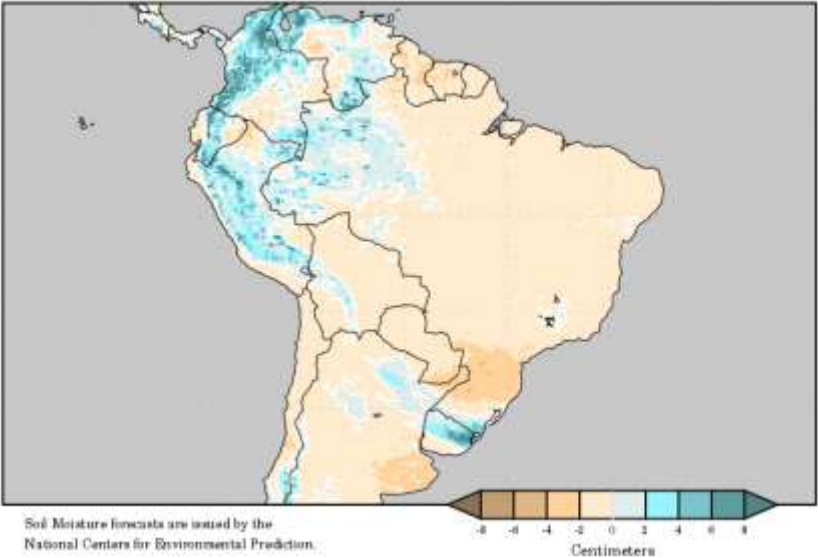 Soil Moisture forecasts are issued by the
National Centers for Environmental Prediction.
-8 -6 -4 -2 0 2 4 6 8
Centimeters